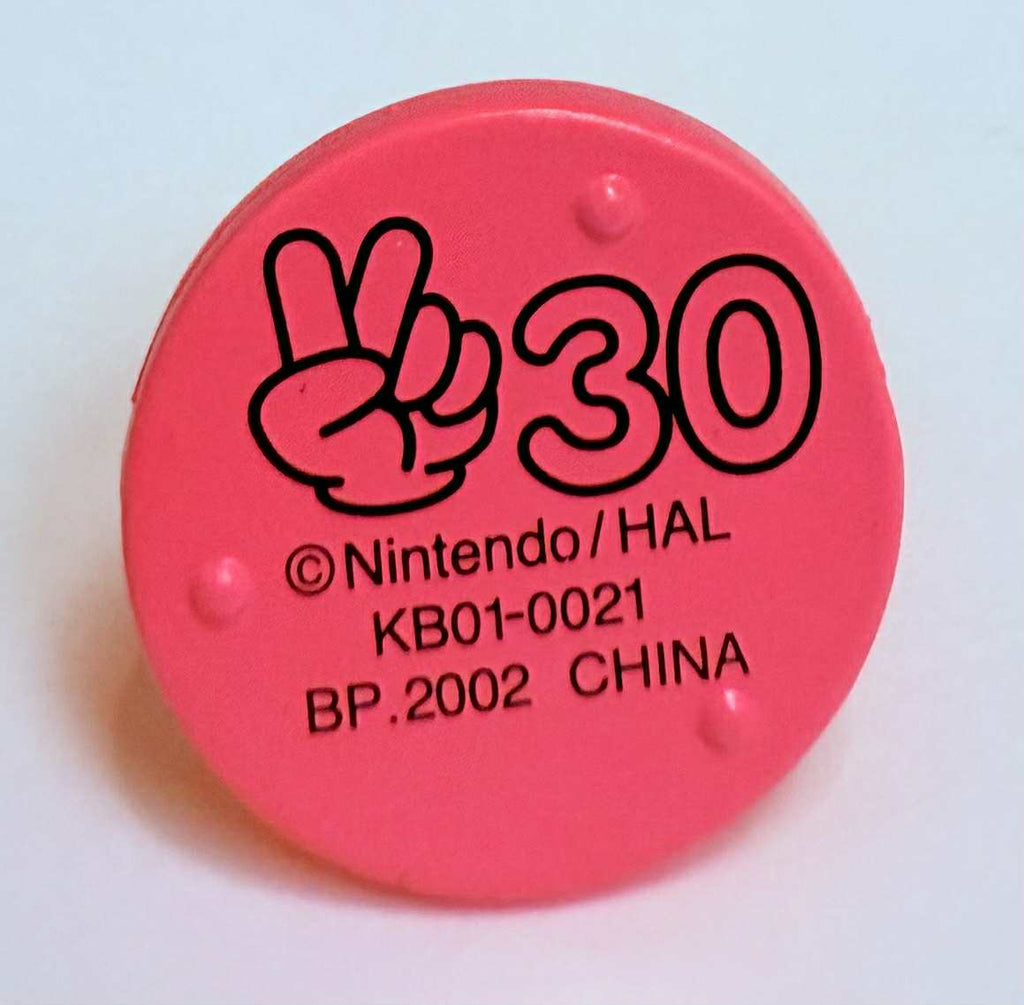 30
©Nintendo/HAL
KB01-0021
BP.2002 CHINA